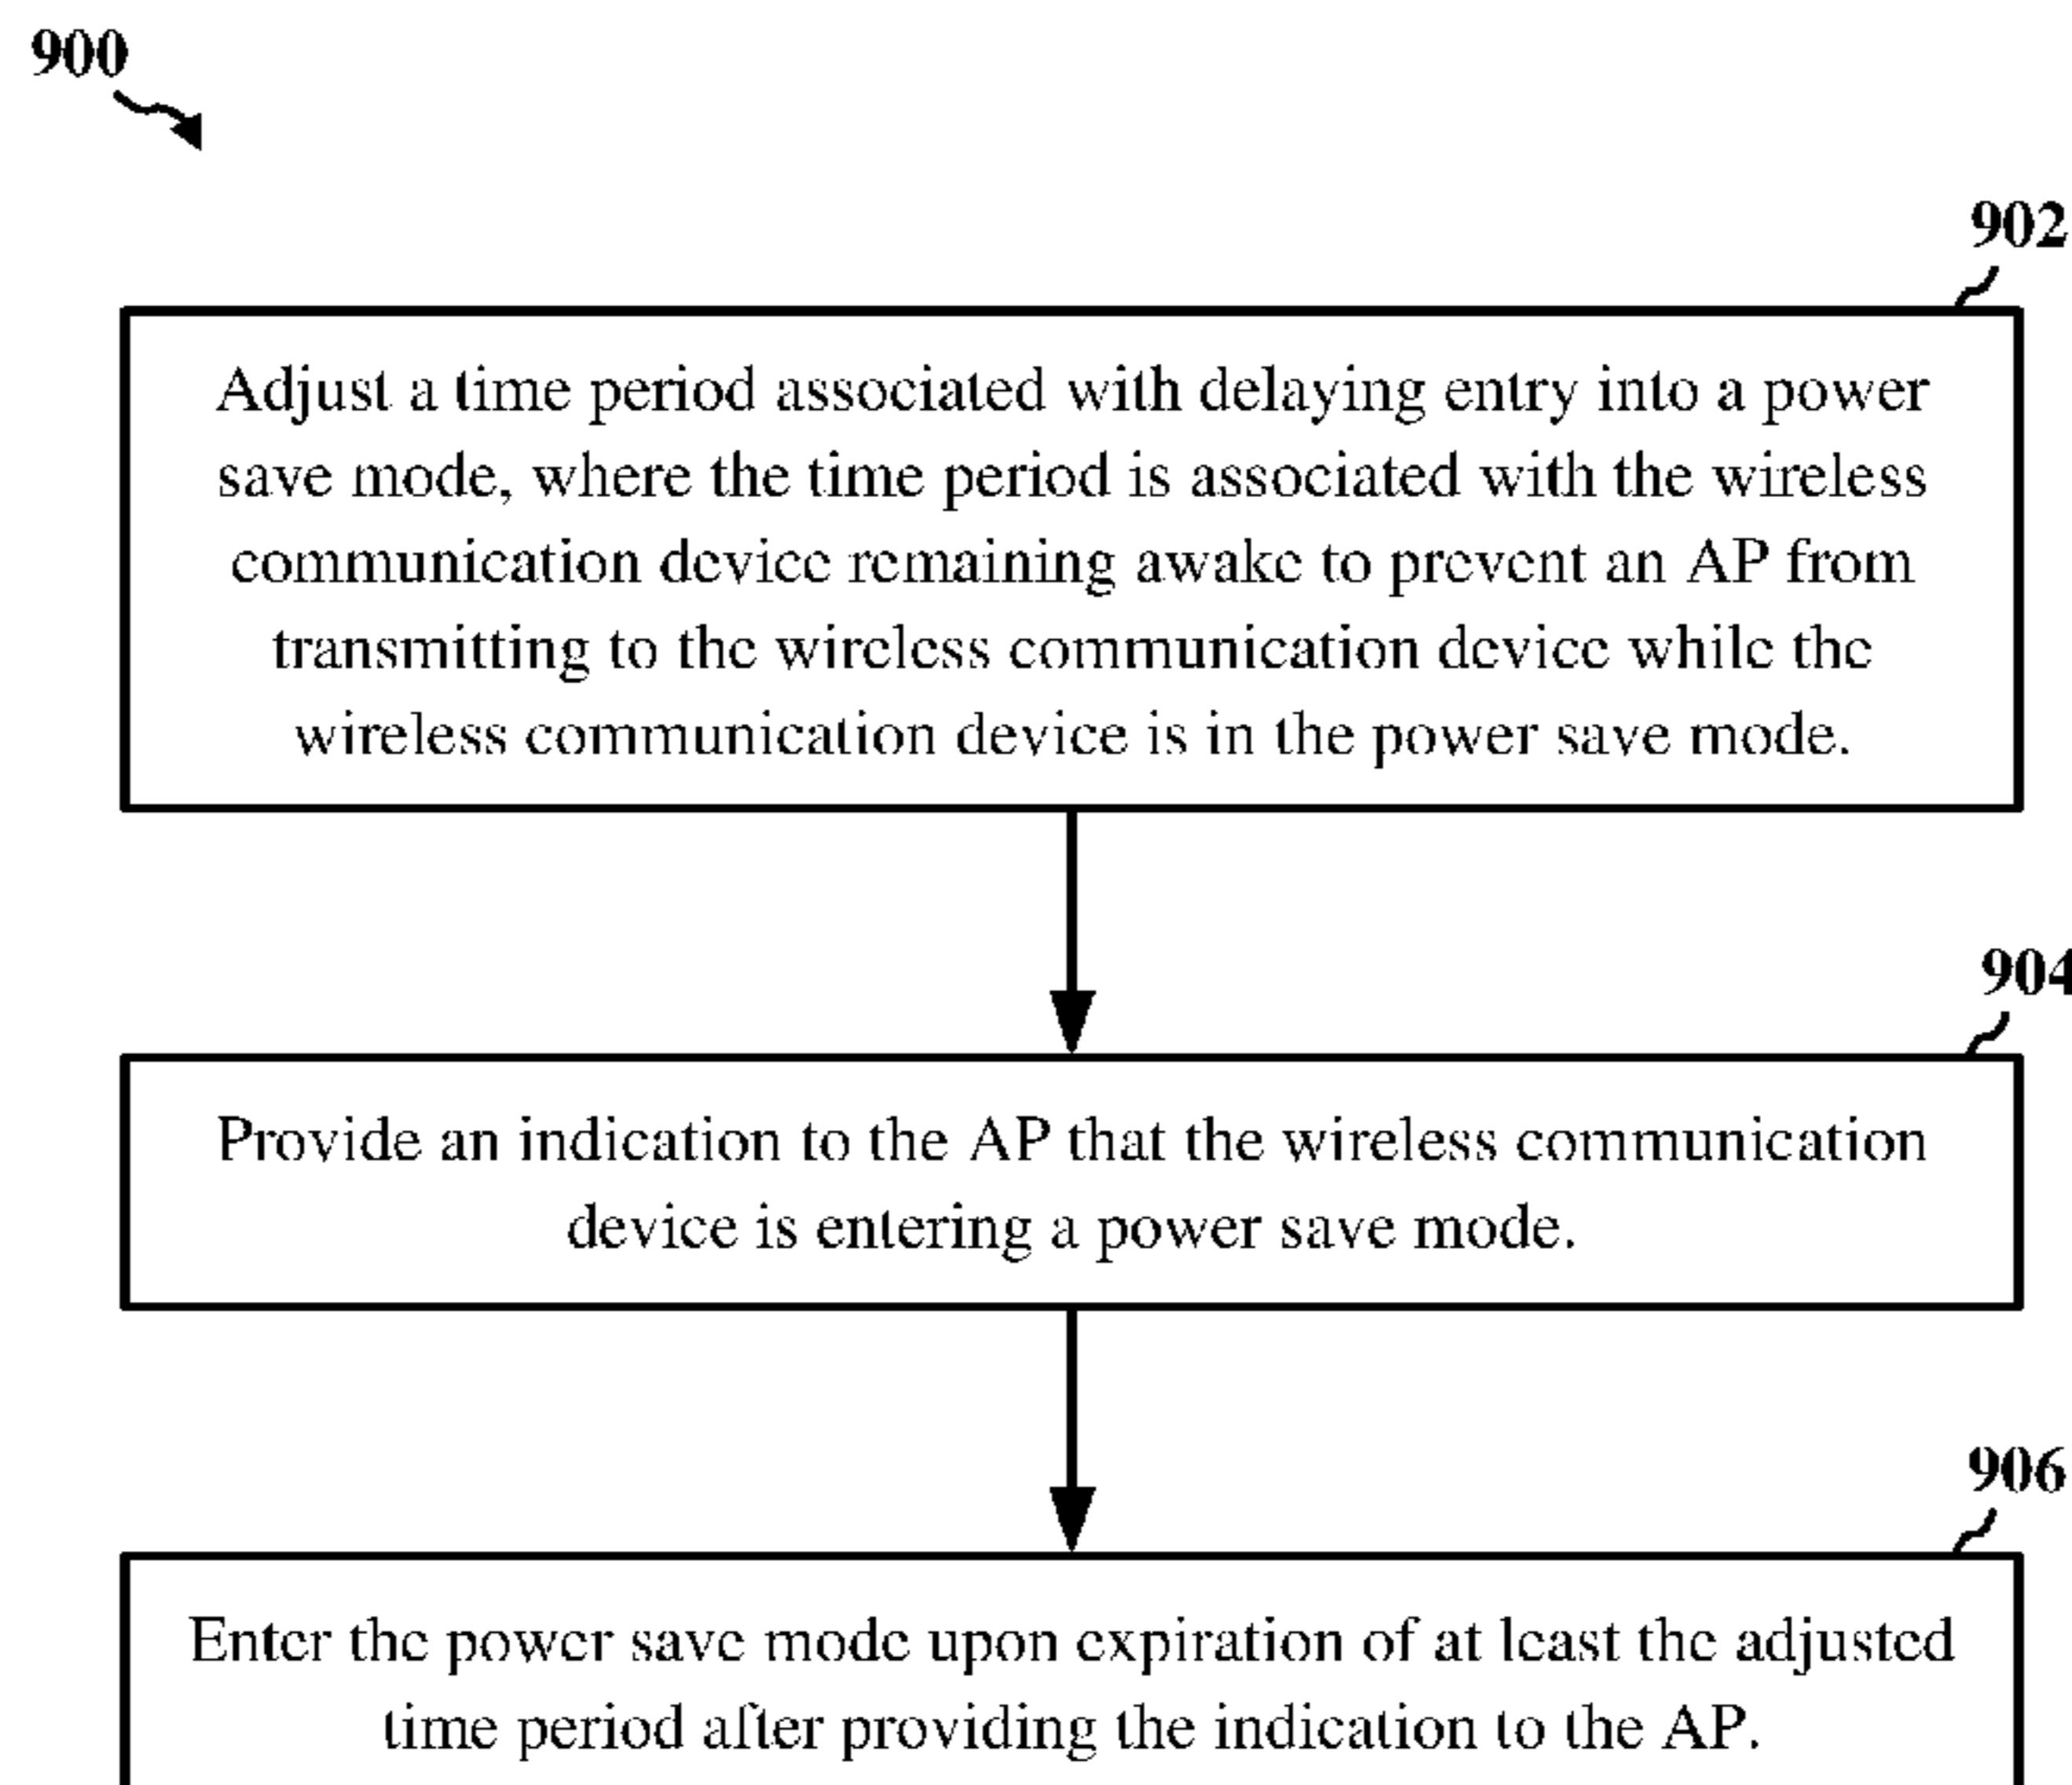 900
902
Adjust a time period associated with delaying entry into a power
save mode, where the time period is associated with the wireless
communication device remaining awake to prevent an AP from
transmitting to the wireless communication device while the
wireless communication device is in the power save mode.
904
Provide an indication to the AP that the wireless communication
device is entering a power save mode.
906
Enter the power save mode upon expiration of at least the adjusted
time period after providing the indication to the AP.